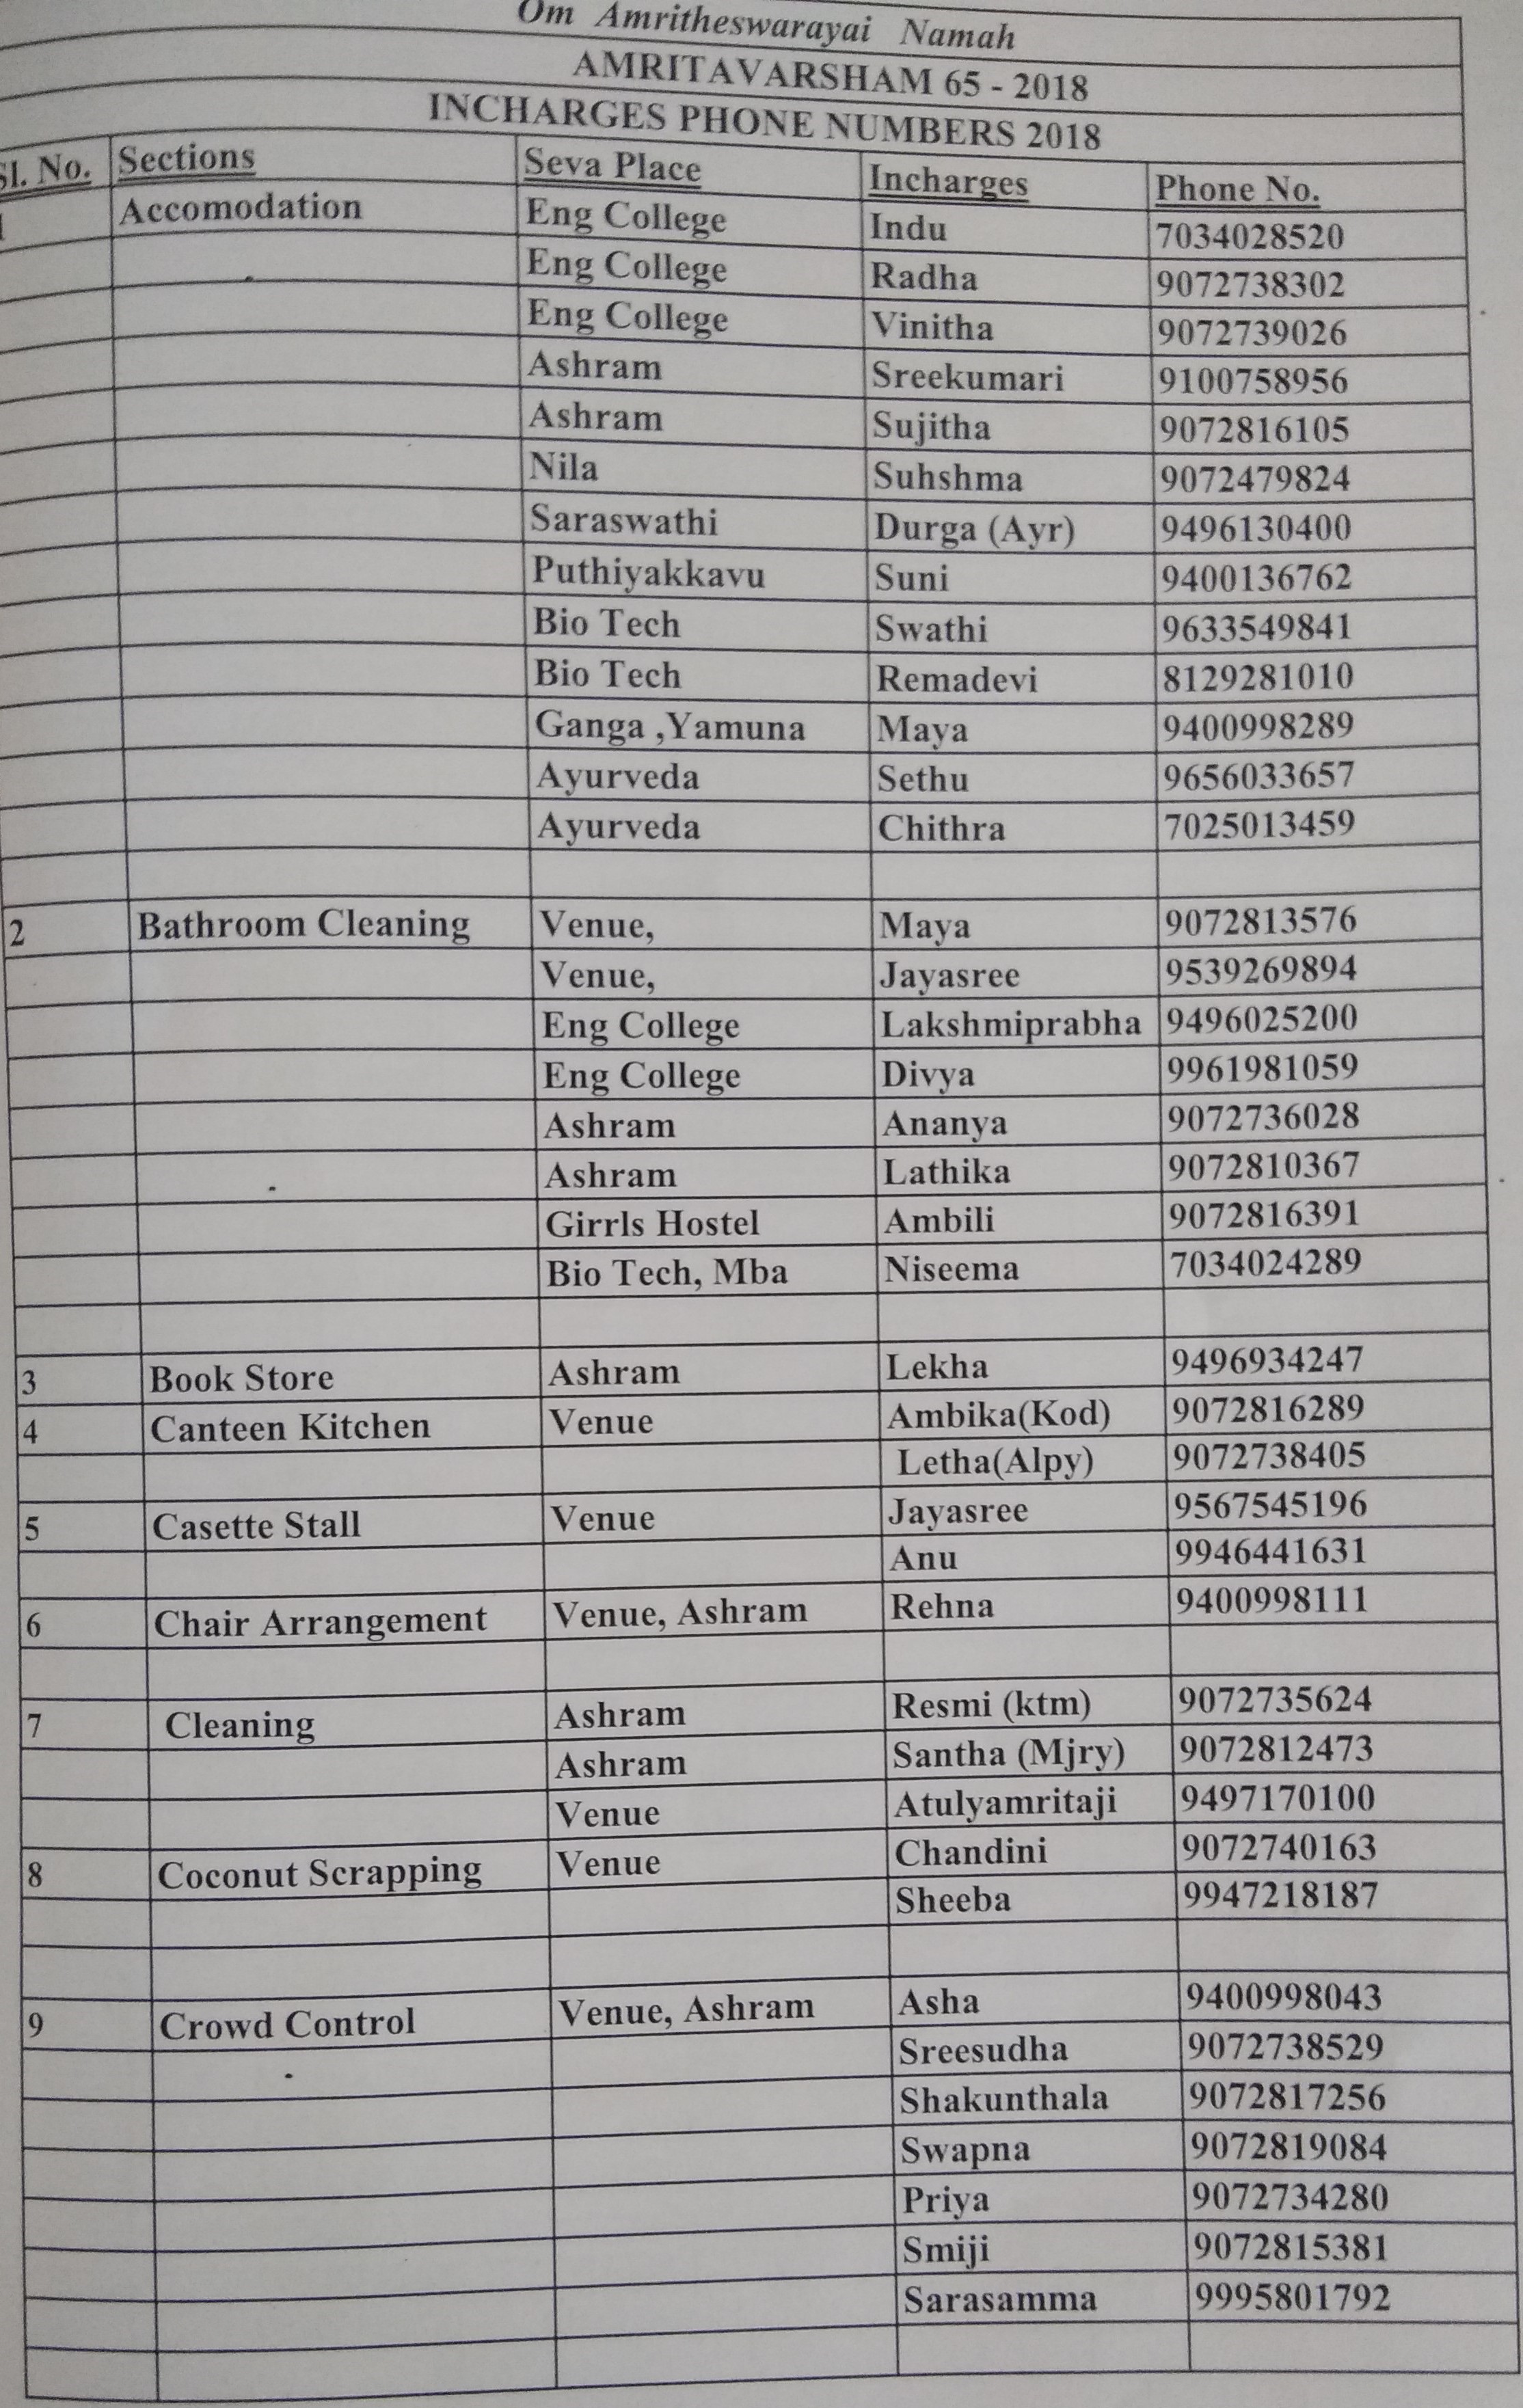 Om Amritheswarayai Namah
AMRITAVARSHAM 65 - 2018
INCHARGES PHONE NUMBERS 2018
Sl. No. Sections Seva Place Incharges Phone No.
1 Accomodation Eng College Indu 7034028520
Eng College Radha 9072738302
Eng College Vinitha 9072739026
Ashram Sreekumari 9100758956
Ashram Sujitha 9072816105
Nila Suhshma 9072479824
Saraswathi Durga (Ayr) 9496130400
Puthiyakkavu Suni 9400136762
Bio Tech Swathi 9633549841
Bio Tech Remadevi 8129281010
Ganga ,Yamuna Maya 9400998289
Ayurveda Sethu 9656033657
Ayurveda Chithra 7025013459
2 Bathroom Cleaning Venue, Maya 9072813576
Venue, Jayasree 9539269894
Eng College Lakshmiprabha 9496025200
Eng College Divya 9961981059
Ashram Ananya 9072736028
Ashram Lathika 9072810367
Girrls Hostel Ambili 9072816391
Bio Tech, Mba Niseema 7034024289
3 Book Store Ashram Lekha 9496934247
4 Canteen Kitchen Venue Ambika(Kod) 9072816289
Letha(Alpy) 9072738405
5 Casette Stall Venue Jayasree 9567545196
Anu 9946441631
6 Chair Arrangement Venue, Ashram Rehna 9400998111
7 Cleaning Ashram Resmi (ktm) 9072735624
Ashram Santha (Mjry) 9072812473
Venue Atulyamritaji 9497170100
8 Coconut Scrapping Venue Chandini 9072740163
Sheeba 9947218187
9 Crowd Control Venue, Ashram Asha 9400998043
Sreesudha 9072738529
Shakunthala 9072817256
Swapna 9072819084
Priya 9072734280
Smiji 9072815381
Sarasamma 9995801792